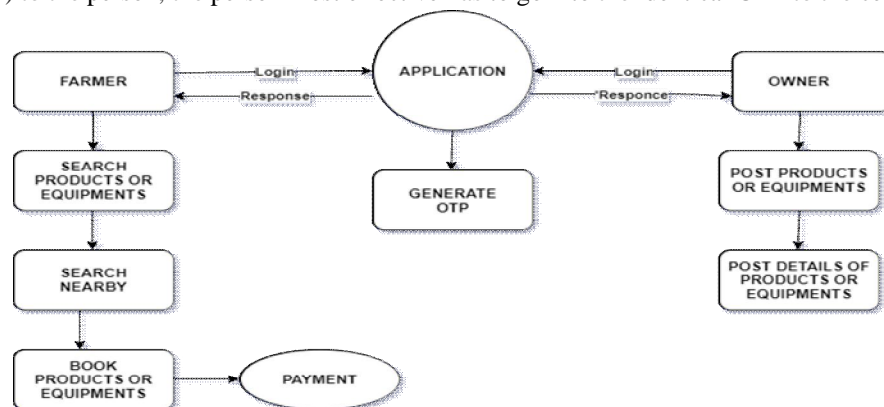 FARMER
Login
Response
APPLICATION
Login
'Responce
OWNER
SEARCH
PRODUCTS OR
EQUIPMENTS
GENERATE
OTP
POST PRODUCTS
OR EQUIPMENTS
SEARCH
NEARBY
POST DETAILS OF
PRODUCTS OR
EQUIPMENTS
BOOK
PRODUCTS OR
EQUIPMENTS
PAYMENT